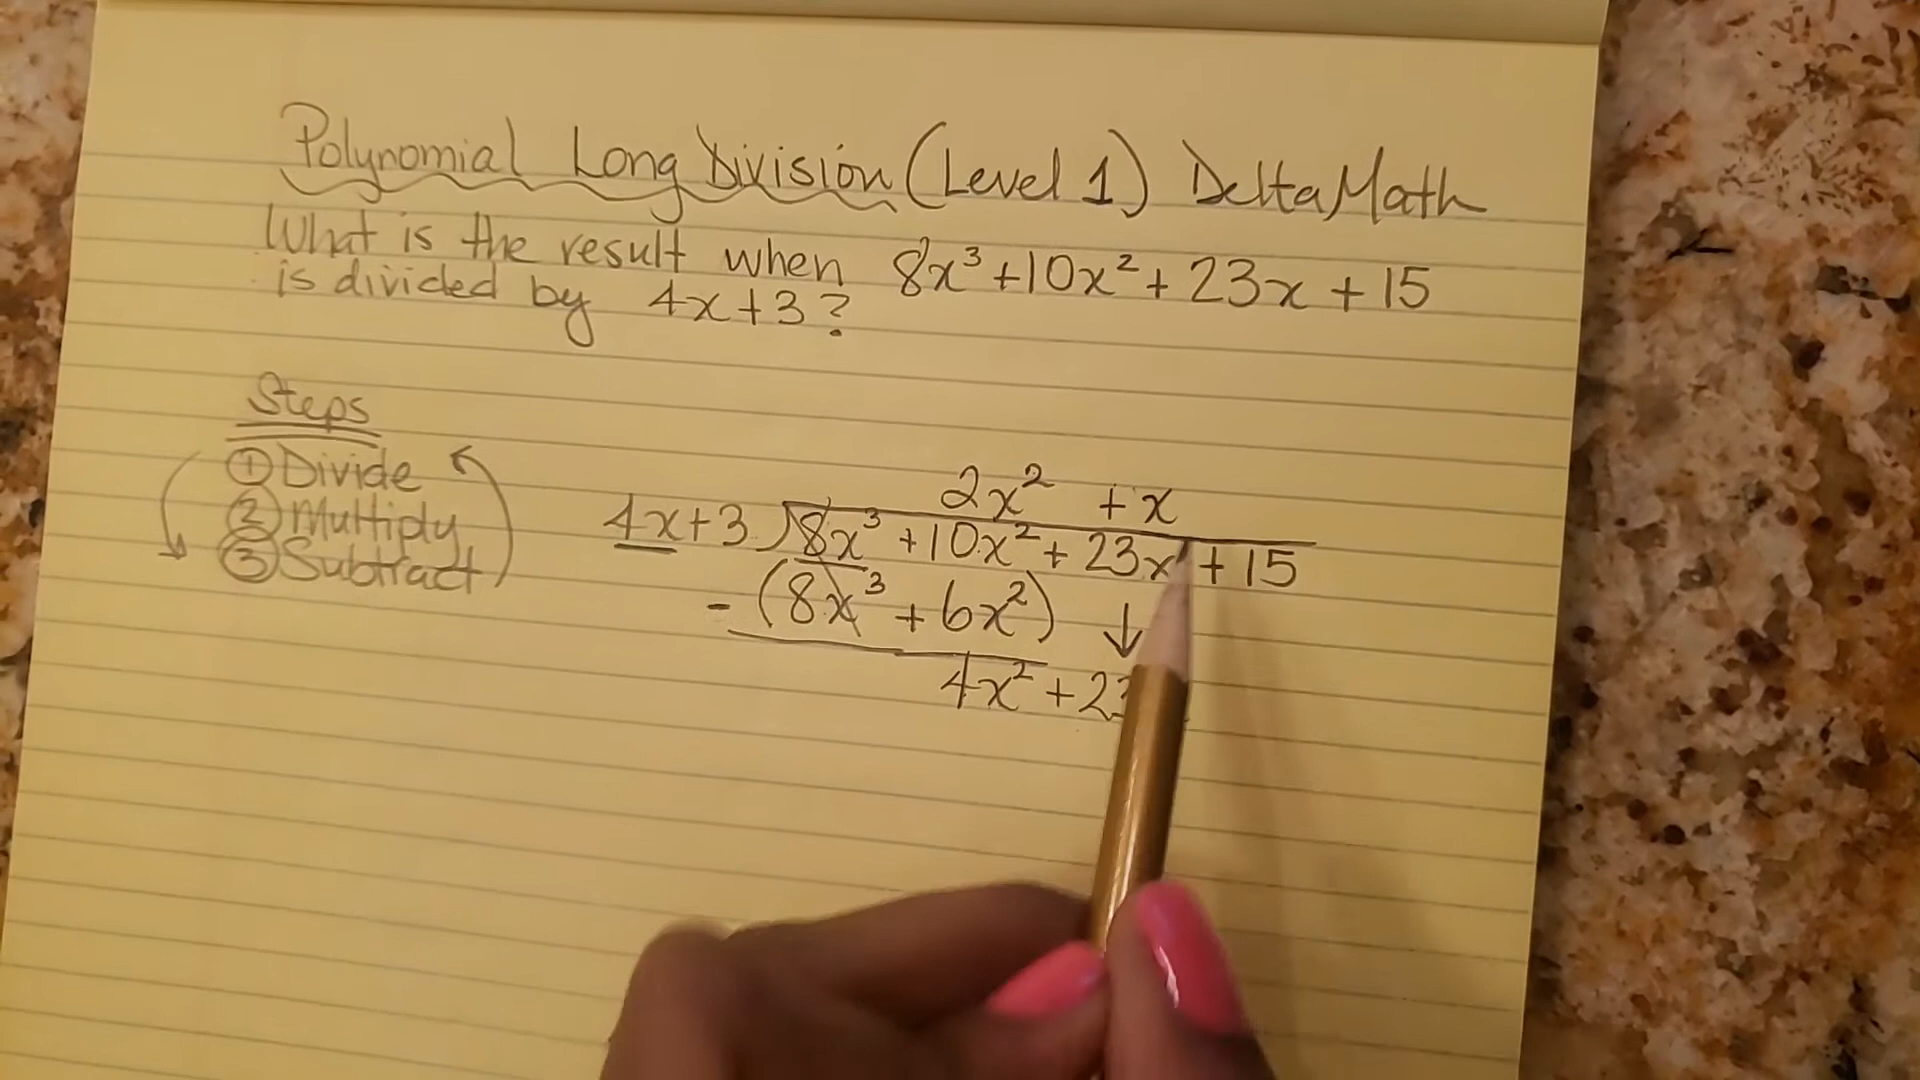 Polynomial Long Division (Level 1) DeltaMath
What is the result when 8x³ + 10x² + 23x + 15
is divided by 4x + 3?
Steps
① Divide
② Multiply
③ Subtract
2x² + x
4x + 3 ) 8x³ + 10x² + 23x + 15
- (8x³ + 6x²) ↓
4x² + 23